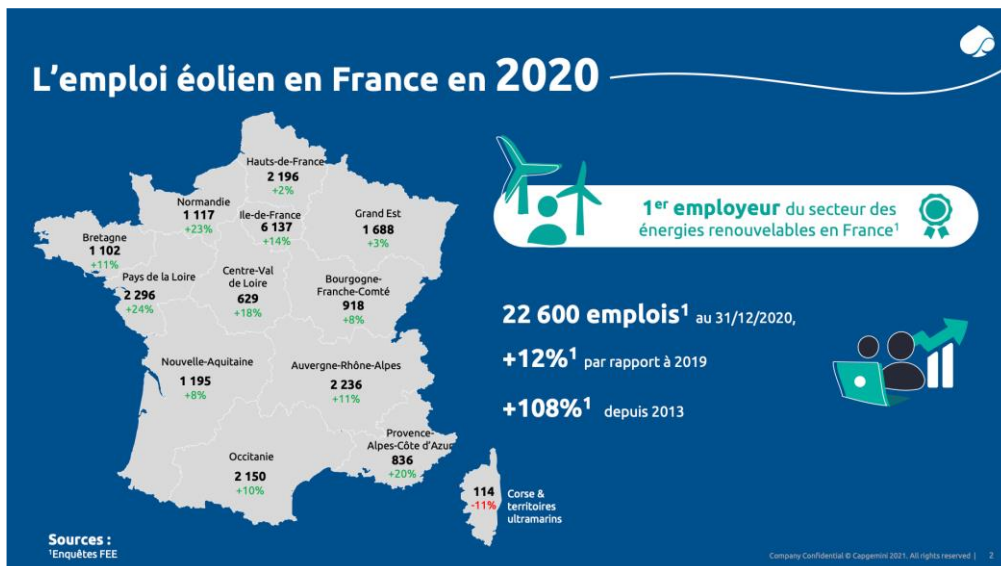 L’emploi éolien en France en 2020
Hauts-de-France
2 196
+2%
Normandie
1 117
+23%
Ile-de-France
6 137
+14%
Grand Est
1 688
+3%
Bretagne
1 102
+11%
Pays de la Loire
2 296
+24%
Centre-Val
de Loire
629
+18%
Bourgogne-
Franche-Comté
918
+8%
Nouvelle-Aquitaine
1 195
+8%
Auvergne-Rhône-Alpes
2 236
+11%
Occitanie
2 150
+10%
Provence-
Alpes-Côte d’Azur
836
+20%
114
-11%
Corse &
territoires
ultramarins
1er employeur du secteur des
énergies renouvelables en France¹
22 600 emplois¹ au 31/12/2020,
+12%¹ par rapport à 2019
+108%¹ depuis 2013
Sources :
¹Enquêtes FEE
Company Confidential © Capgemini 2021. All rights reserved | 2